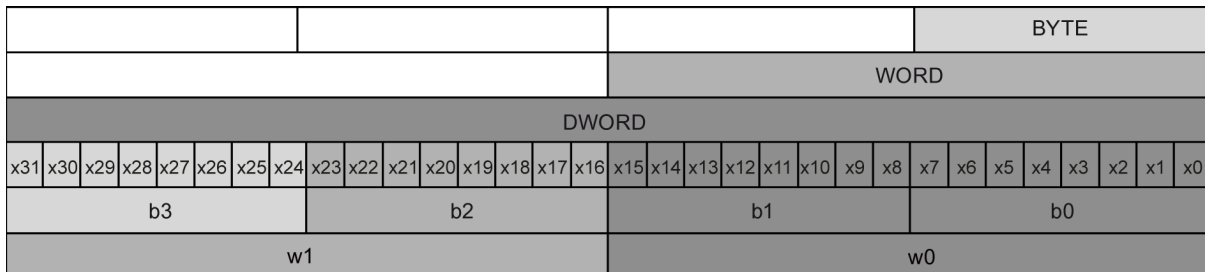 BYTE
WORD
DWORD
x31 x30 x29 x28 x27 x26 x25 x24 x23 x22 x21 x20 x19 x18 x17 x16 x15 x14 x13 x12 x11 x10 x9 x8 x7 x6 x5 x4 x3 x2 x1 x0
b3 b2 b1 b0
w1 w0